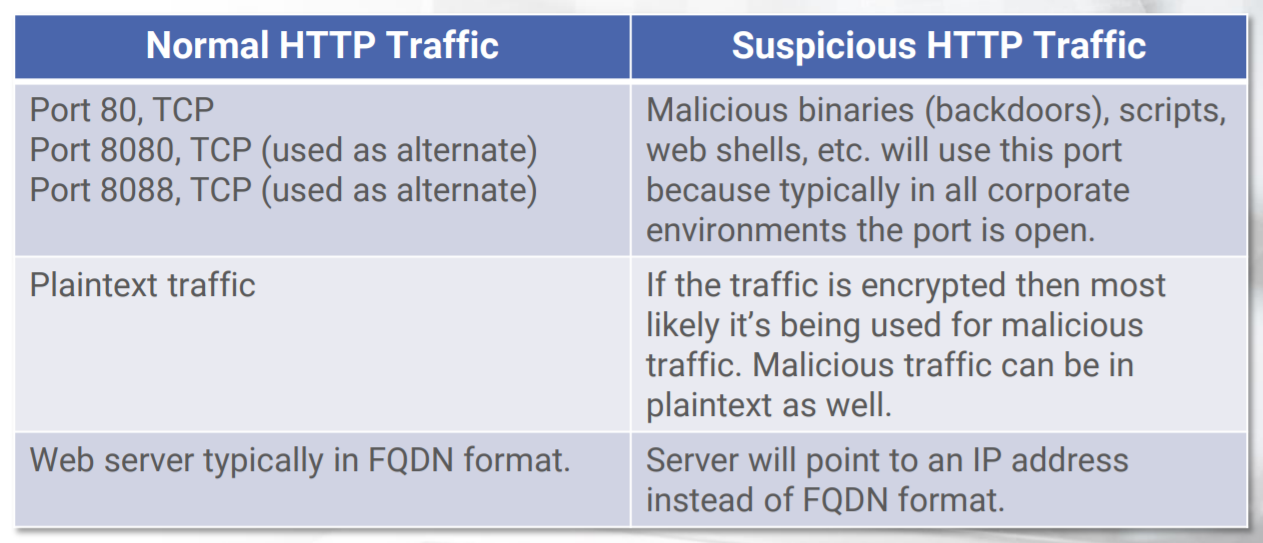 Normal HTTP Traffic
Suspicious HTTP Traffic
Port 80, TCP
Port 8080, TCP (used as alternate)
Port 8088, TCP (used as alternate)
Malicious binaries (backdoors), scripts,
web shells, etc. will use this port
because typically in all corporate
environments the port is open.
Plaintext traffic
If the traffic is encrypted then most
likely it's being used for malicious
traffic. Malicious traffic can be in
plaintext as well.
Web server typically in FQDN format.
Server will point to an IP address
instead of FQDN format.